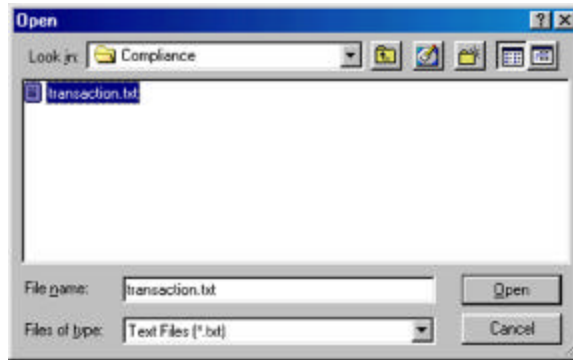 Open
Look in: Compliance
transaction.txt
File name: transaction.txt Open
Files of type: Text Files (*.txt) Cancel